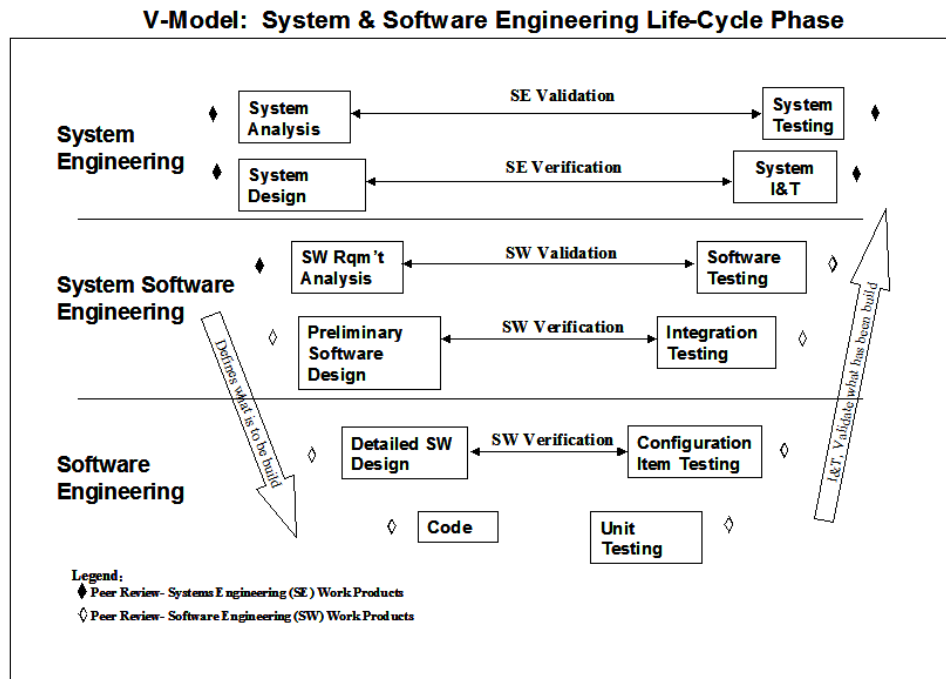 V-Model: System & Software Engineering Life-Cycle Phase
System
Engineering
System
Analysis
SE Validation
System
Testing
System
Design
SE Verification
System
I&T
System Software
Engineering
SW Rqm't
Analysis
SW Validation
Software
Testing
Preliminary
Software
Design
SW Verification
Integration
Testing
Defines what is to be build
I&T, Validate what has been build
Software
Engineering
Detailed SW
Design
SW Verification
Configuration
Item Testing
Code
Unit
Testing
Legend:
Peer Review- Systems Engineering (SE) Work Products
Peer Review- Software Engineering (SW) Work Products